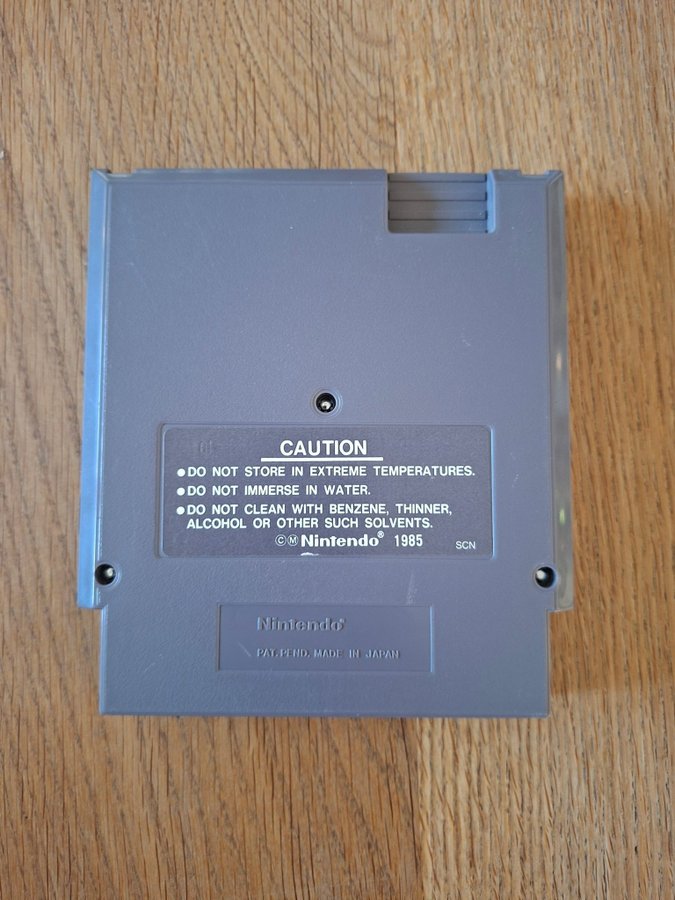 CAUTION
●DO NOT STORE IN EXTREME TEMPERATURES.
●DO NOT IMMERSE IN WATER.
●DO NOT CLEAN WITH BENZENE, THINNER,
ALCOHOL OR OTHER SUCH SOLVENTS.
ⒸⓂ Nintendo® 1985 SCN
Nintendo®
PAT. PEND. MADE IN JAPAN